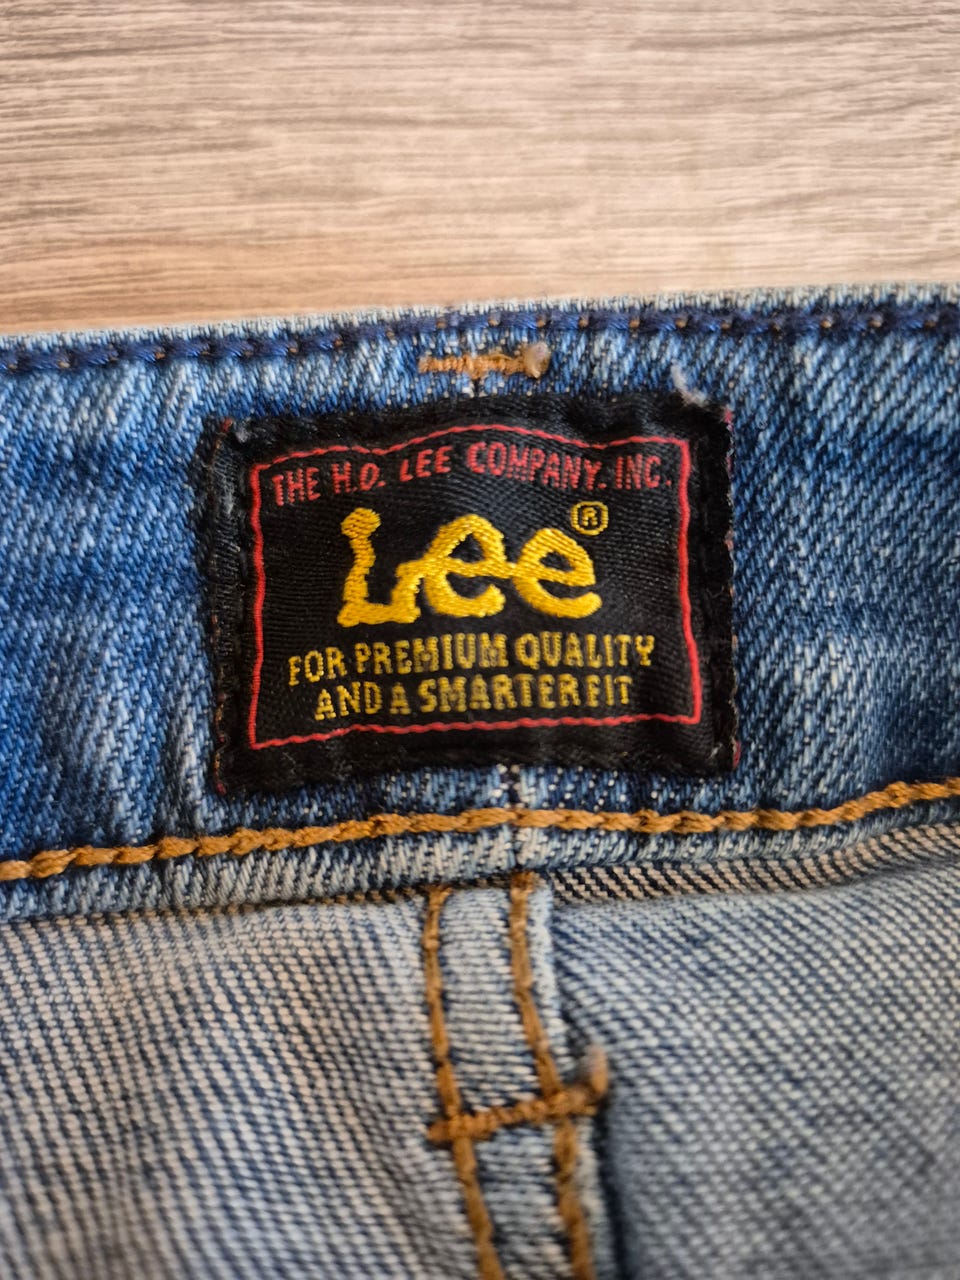 THE H.D. LEE COMPANY. INC.
Lee®
FOR PREMIUM QUALITY
AND A SMARTER FIT